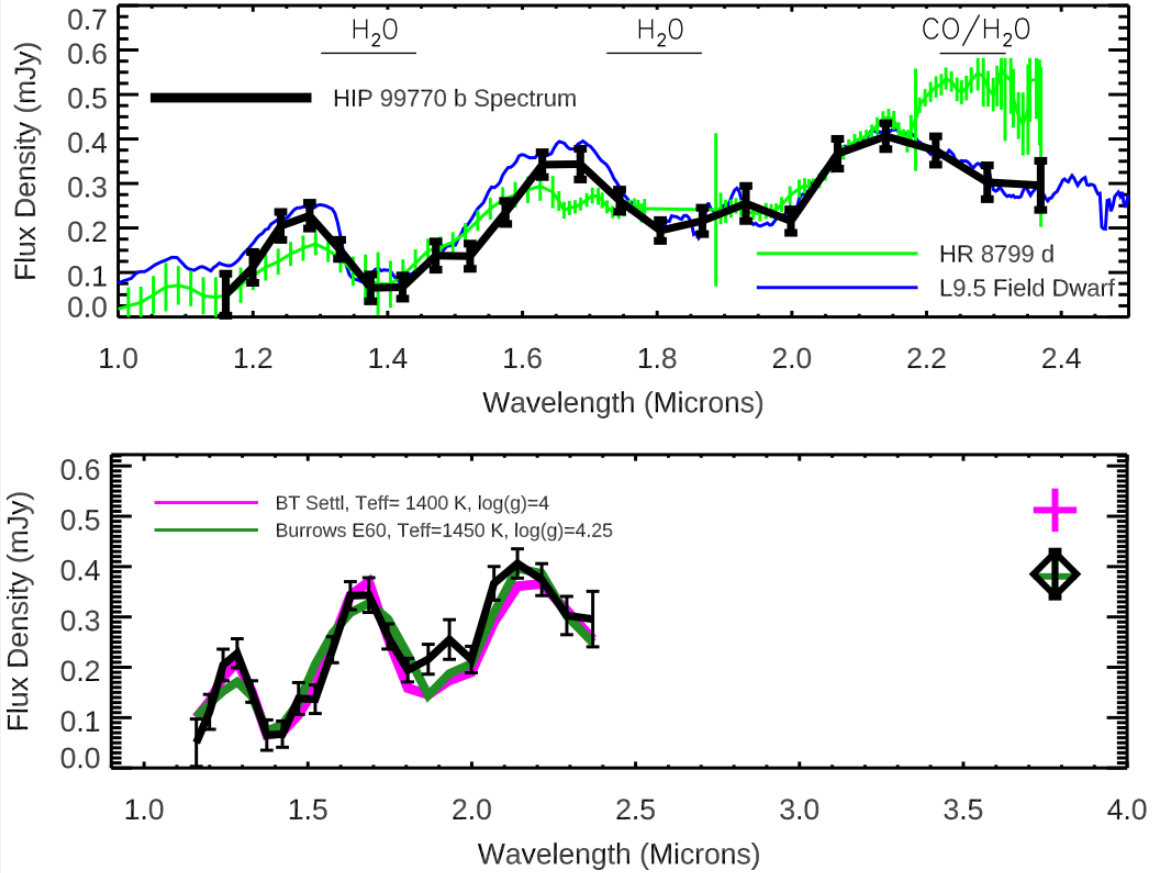 0.7
0.6
0.5
0.4
0.3
0.2
0.1
0.0
Flux Density (mJy)
H₂O
H₂O
CO/H₂O
HIP 99770 b Spectrum
HR 8799 d
L9.5 Field Dwarf
1.0 1.2 1.4 1.6 1.8 2.0 2.2 2.4
Wavelength (Microns)
0.6
0.5
0.4
0.3
0.2
0.1
0.0
Flux Density (mJy)
BT Settl, Teff= 1400 K, log(g)=4
Burrows E60, Teff=1450 K, log(g)=4.25
1.0 1.5 2.0 2.5 3.0 3.5 4.0
Wavelength (Microns)